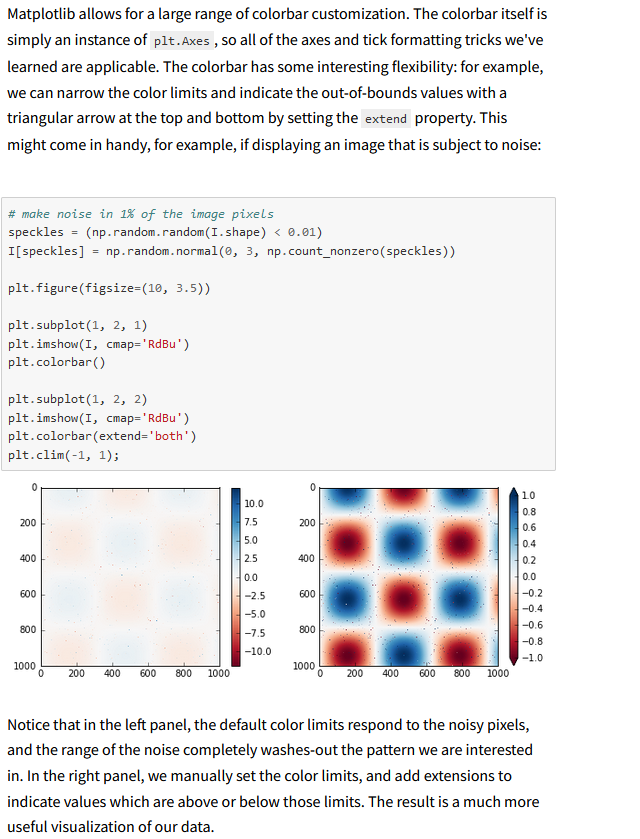 Matplotlib allows for a large range of colorbar customization. The colorbar itself is
simply an instance of plt.Axes , so all of the axes and tick formatting tricks we've
learned are applicable. The colorbar has some interesting flexibility: for example,
we can narrow the color limits and indicate the out-of-bounds values with a
triangular arrow at the top and bottom by setting the extend property. This
might come in handy, for example, if displaying an image that is subject to noise:
# make noise in 1% of the image pixels
speckles = (np.random.random(I.shape) < 0.01)
I[speckles] = np.random.normal(0, 3, np.count_nonzero(speckles))
plt.figure(figsize=(10, 3.5))
plt.subplot(1, 2, 1)
plt.imshow(I, cmap='RdBu')
plt.colorbar()
plt.subplot(1, 2, 2)
plt.imshow(I, cmap='RdBu')
plt.colorbar(extend='both')
plt.clim(-1, 1);
0
200
400
600
800
1000
0 200 400 600 800 1000
10.0
7.5
5.0
2.5
0.0
−2.5
−5.0
−7.5
−10.0
0
200
400
600
800
1000
0 200 400 600 800 1000
1.0
0.8
0.6
0.4
0.2
0.0
−0.2
−0.4
−0.6
−0.8
−1.0
Notice that in the left panel, the default color limits respond to the noisy pixels,
and the range of the noise completely washes-out the pattern we are interested
in. In the right panel, we manually set the color limits, and add extensions to
indicate values which are above or below those limits. The result is a much more
useful visualization of our data.